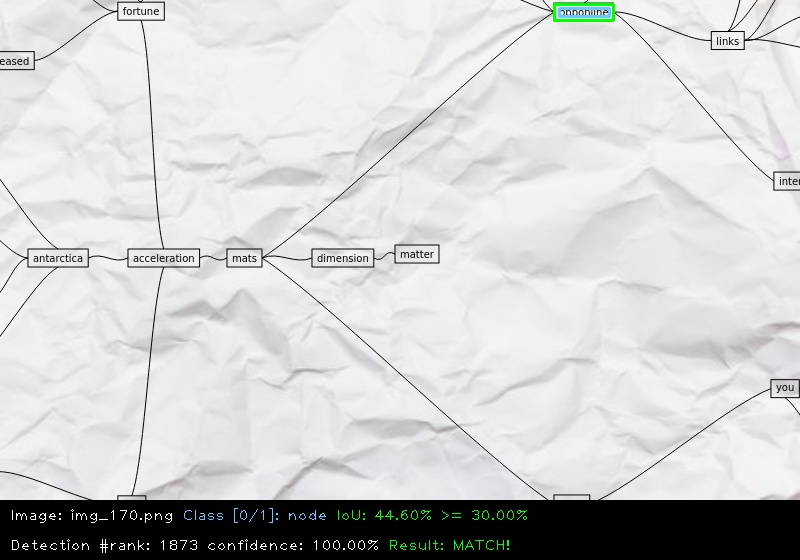 fortune
links
eased
inter
antarctica
acceleration
mats
dimension
matter
you
Image: img_170.png Class [0/1]: node IoU: 44.60% >= 30.00%
Detection #rank: 1873 confidence: 100.00% Result: MATCH!